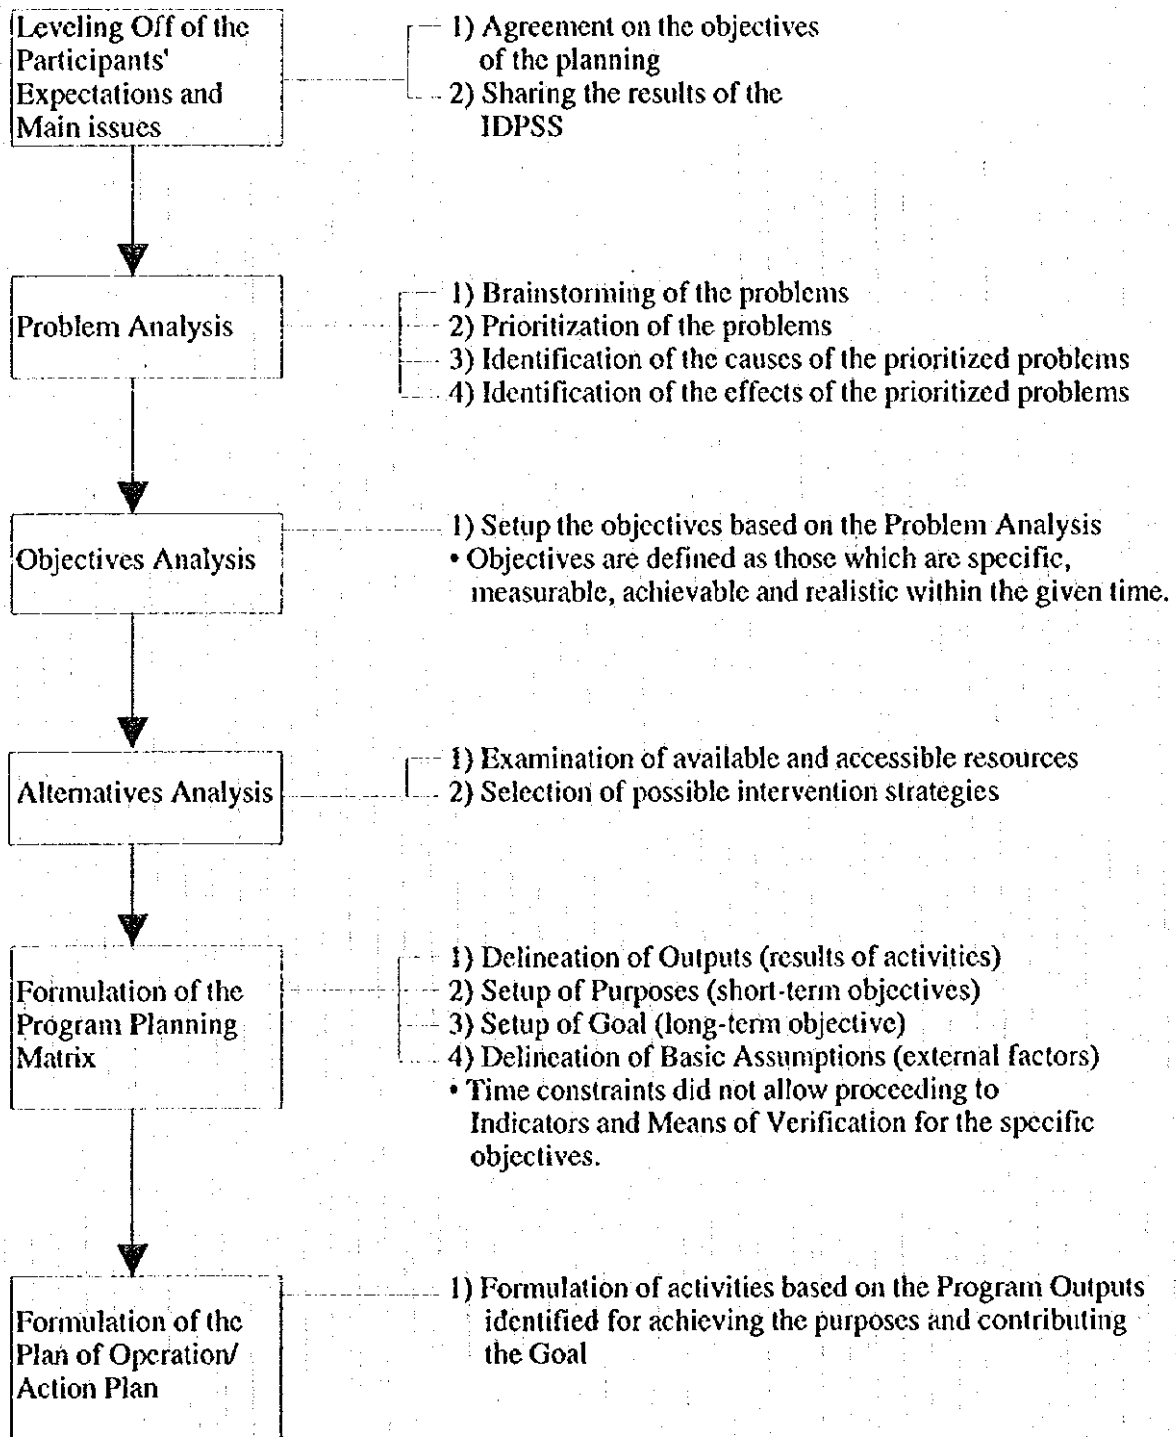 Leveling Off of the
Participants'
Expectations and
Main issues
1) Agreement on the objectives
of the planning
2) Sharing the results of the
IDPSS
Problem Analysis
1) Brainstorming of the problems
2) Prioritization of the problems
3) Identification of the causes of the prioritized problems
4) Identification of the effects of the prioritized problems
Objectives Analysis
1) Setup the objectives based on the Problem Analysis
• Objectives are defined as those which are specific,
measurable, achievable and realistic within the given time.
Alternatives Analysis
1) Examination of available and accessible resources
2) Selection of possible intervention strategies
Formulation of the
Program Planning
Matrix
1) Delineation of Outputs (results of activities)
2) Setup of Purposes (short-term objectives)
3) Setup of Goal (long-term objective)
4) Delineation of Basic Assumptions (external factors)
• Time constraints did not allow proceeding to
Indicators and Means of Verification for the specific
objectives.
Formulation of the
Plan of Operation/
Action Plan
1) Formulation of activities based on the Program Outputs
identified for achieving the purposes and contributing
the Goal